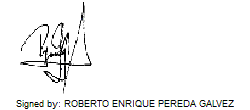 Signed by: ROBERTO ENRIQUE PEREDA GALVEZ